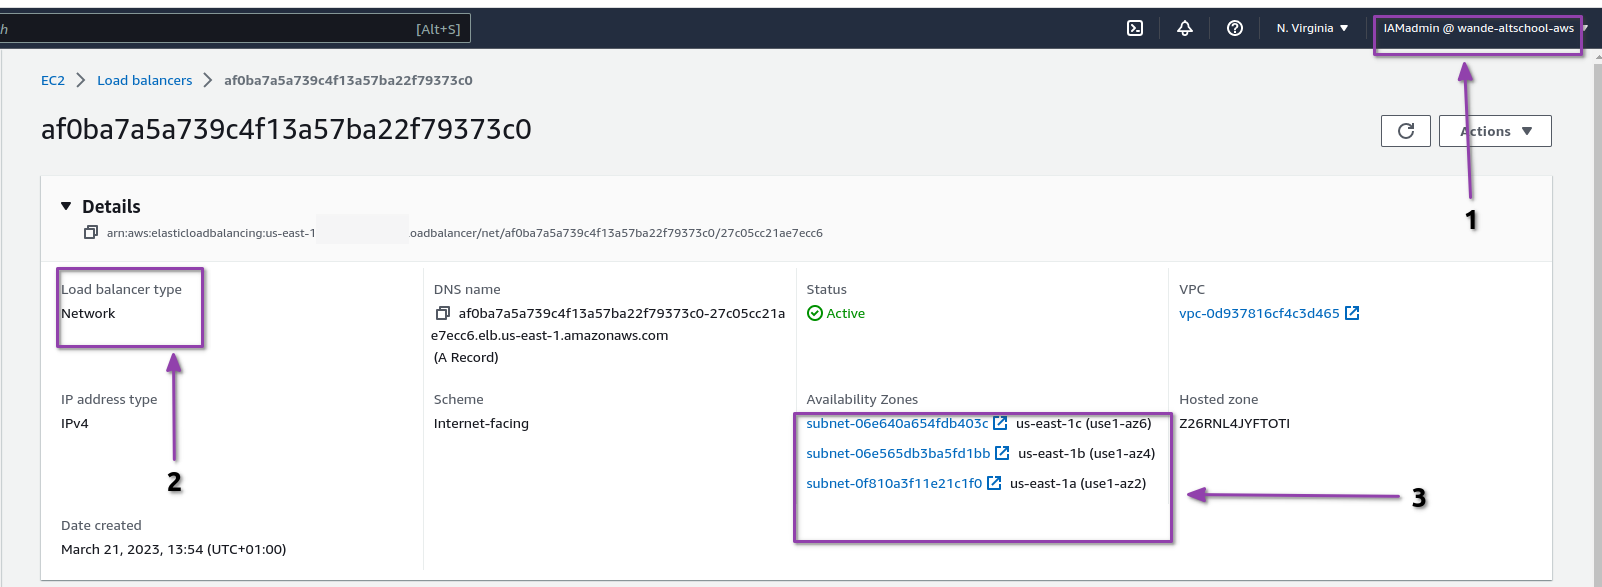 h [Alt+S] N. Virginia IAMadmin @ wande-altschool-aws
EC2 Load balancers af0ba7a5a739c4f13a57ba22f79373c0
af0ba7a5a739c4f13a57ba22f79373c0
Actions
1
Details
arn:aws:elasticloadbalancing:us-east-1 oadbalancer/net/af0ba7a5a739c4f13a57ba22f79373c0/27c05cc21ae7ecc6
Load balancer type
Network
2
DNS name
af0ba7a5a739c4f13a57ba22f79373c0-27c05cc21a
e7ecc6.elb.us-east-1.amazonaws.com
(A Record)
Status
Active
VPC
vpc-0d937816cf4c3d465
IP address type
IPv4
Scheme
Internet-facing
Availability Zones
subnet-06e640a654fdb403c us-east-1c (use1-az6)
subnet-06e565db3ba5fd1bb us-east-1b (use1-az4)
subnet-0f810a3f11e21c1f0 us-east-1a (use1-az2)
3
Hosted zone
Z26RNL4JYFTOTI
Date created
March 21, 2023, 13:54 (UTC+01:00)